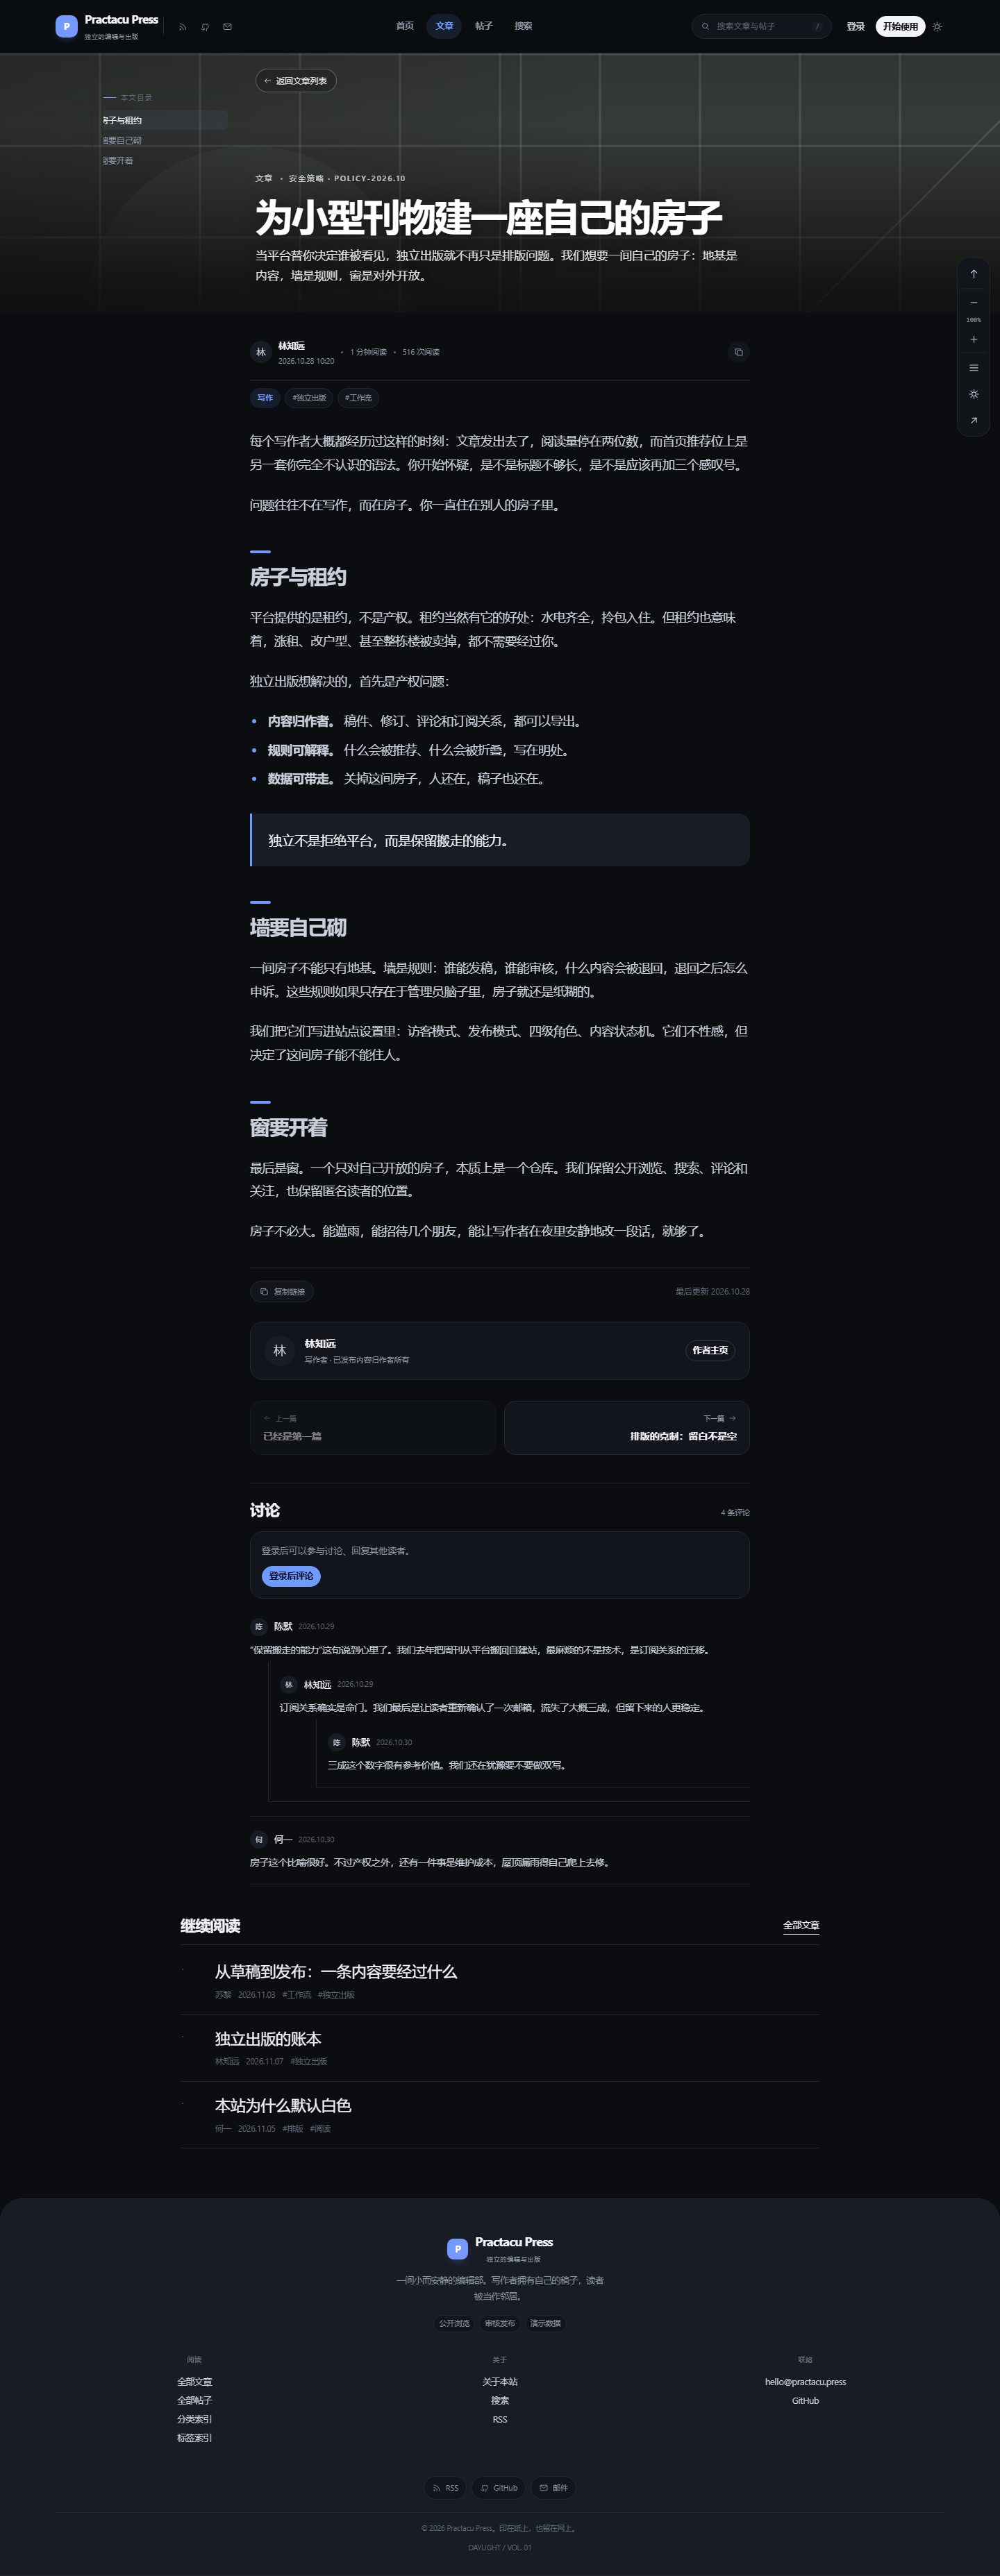 Practacu Press
独立的编辑与出版
首页
文章
帖子
搜索
搜索文章与帖子
/
登录
开始使用
← 返回文章列表
本文目录
房子与租约
墙要自己砌
窗要开着
文章 • 安全策略 · POLICY-2026.10
为小型刊物建一座自己的房子
当平台替你决定谁被看见，独立出版就不再只是排版问题。我们想要一间自己的房子：地基是
内容，墙是规则，窗是对外开放。
100%
林
林知远
2026.10.28 10:20
• 1 分钟阅读 • 516 次阅读
写作
#独立出版
#工作流
每个写作者大概都经历过这样的时刻：文章发出去了，阅读量停在两位数，而首页推荐位上是
另一套你完全不认识的语法。你开始怀疑，是不是标题不够长，是不是应该再加三个感叹号。
问题往往不在写作，而在房子。你一直住在别人的房子里。
房子与租约
平台提供的是租约，不是产权。租约当然有它的好处：水电齐全，拎包入住。但租约也意味
着，涨租、改户型、甚至整栋楼被卖掉，都不需要经过你。
独立出版想解决的，首先是产权问题：
• 内容归作者。 稿件、修订、评论和订阅关系，都可以导出。
• 规则可解释。 什么会被推荐、什么会被折叠，写在明处。
• 数据可带走。 关掉这间房子，人还在，稿子也还在。
独立不是拒绝平台，而是保留搬走的能力。
墙要自己砌
一间房子不能只有地基。墙是规则：谁能发稿，谁能审核，什么内容会被退回，退回之后怎么
申诉。这些规则如果只存在于管理员脑子里，房子就还是纸糊的。
我们把它们写进站点设置里：访客模式、发布模式、四级角色、内容状态机。它们不性感，但
决定了这间房子能不能住人。
窗要开着
最后是窗。一个只对自己开放的房子，本质上是一个仓库。我们保留公开浏览、搜索、评论和
关注，也保留匿名读者的位置。
房子不必大。能遮雨，能招待几个朋友，能让写作者在夜里安静地改一段话，就够了。
复制链接
最后更新 2026.10.28
林
林知远
写作者 · 已发布内容归作者所有
作者主页
← 上一篇
已经是第一篇
下一篇 →
排版的克制：留白不是空
讨论
4 条评论
登录后可以参与讨论、回复其他读者。
登录后评论
陈 陈默 2026.10.29
“保留搬走的能力”这句说到心里了。我们去年把周刊从平台搬回自建站，最麻烦的不是技术，是订阅关系的迁移。
林 林知远 2026.10.29
订阅关系确实是命门。我们最后是让读者重新确认了一次邮箱，流失了大概三成，但留下来的人更稳定。
陈 陈默 2026.10.30
三成这个数字很有参考价值。我们还在犹豫要不要做双写。
何 何一 2026.10.30
房子这个比喻很好。不过产权之外，还有一件事是维护成本，屋顶漏雨得自己爬上去修。
继续阅读
全部文章
从草稿到发布：一条内容要经过什么
苏黎 2026.11.03 #工作流 #独立出版
独立出版的账本
林知远 2026.11.07 #独立出版
本站为什么默认白色
何一 2026.11.05 #排版 #阅读
P
Practacu Press
独立的编辑与出版
一间小而安静的编辑部。写作者拥有自己的稿子，读者
被当作邻居。
公开浏览
审核发布
演示数据
阅读
全部文章
全部帖子
分类索引
标签索引
关于
关于本站
搜索
RSS
联络
hello@practacu.press
GitHub
RSS
GitHub
邮件
© 2026 Practacu Press。印在纸上，也留在网上。
DAYLIGHT / VOL. 01